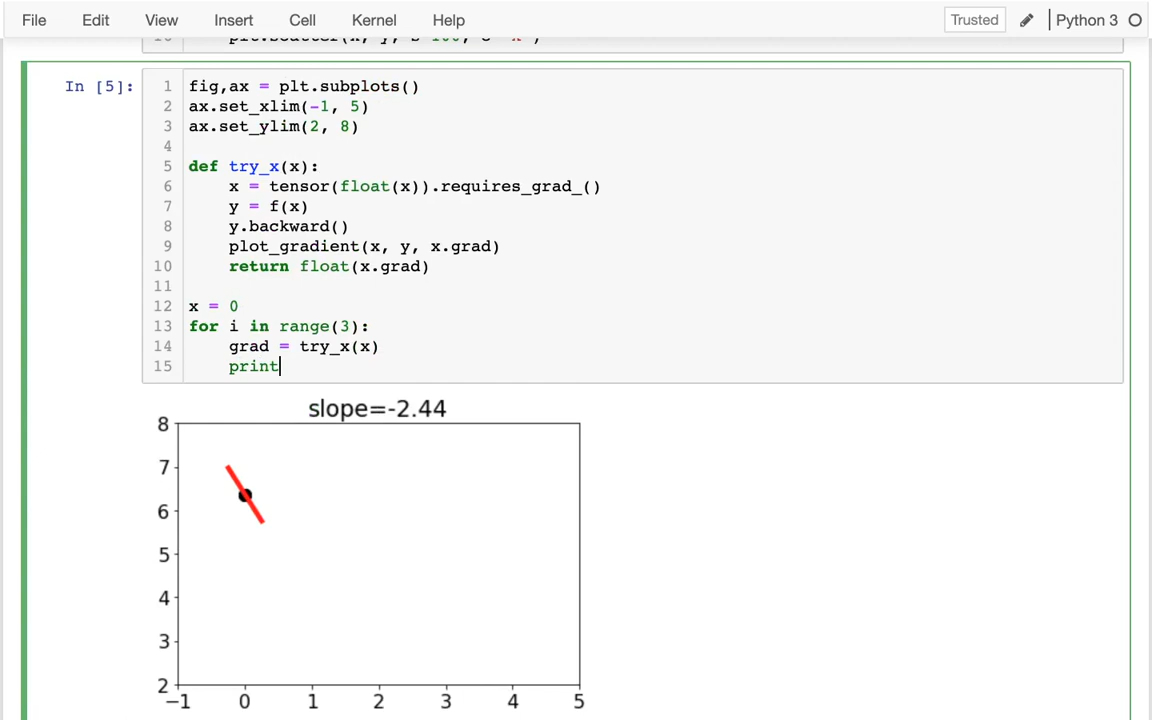 File Edit View Insert Cell Kernel Help Trusted Python 3
In [5]:
1 fig,ax = plt.subplots()
2 ax.set_xlim(-1, 5)
3 ax.set_ylim(2, 8)
4
5 def try_x(x):
6     x = tensor(float(x)).requires_grad_()
7     y = f(x)
8     y.backward()
9     plot_gradient(x, y, x.grad)
10     return float(x.grad)
11
12 x = 0
13 for i in range(3):
14     grad = try_x(x)
15     print
slope=-2.44
8
7
6
5
4
3
2
−1 0 1 2 3 4 5